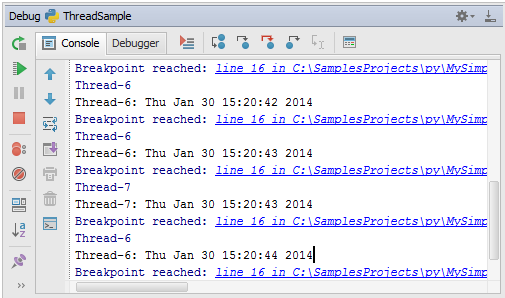 Debug ThreadSample
Console Debugger
Breakpoint reached: line 16 in C:\SamplesProjects\py\MySimp
Thread-6
Thread-6: Thu Jan 30 15:20:42 2014
Breakpoint reached: line 16 in C:\SamplesProjects\py\MySimp
Thread-6
Thread-6: Thu Jan 30 15:20:43 2014
Breakpoint reached: line 16 in C:\SamplesProjects\py\MySimp
Thread-7
Thread-7: Thu Jan 30 15:20:43 2014
Breakpoint reached: line 16 in C:\SamplesProjects\py\MySimp
Thread-6
Thread-6: Thu Jan 30 15:20:44 2014
Breakpoint reached: line 16 in C:\SamplesProjects\py\MySimp